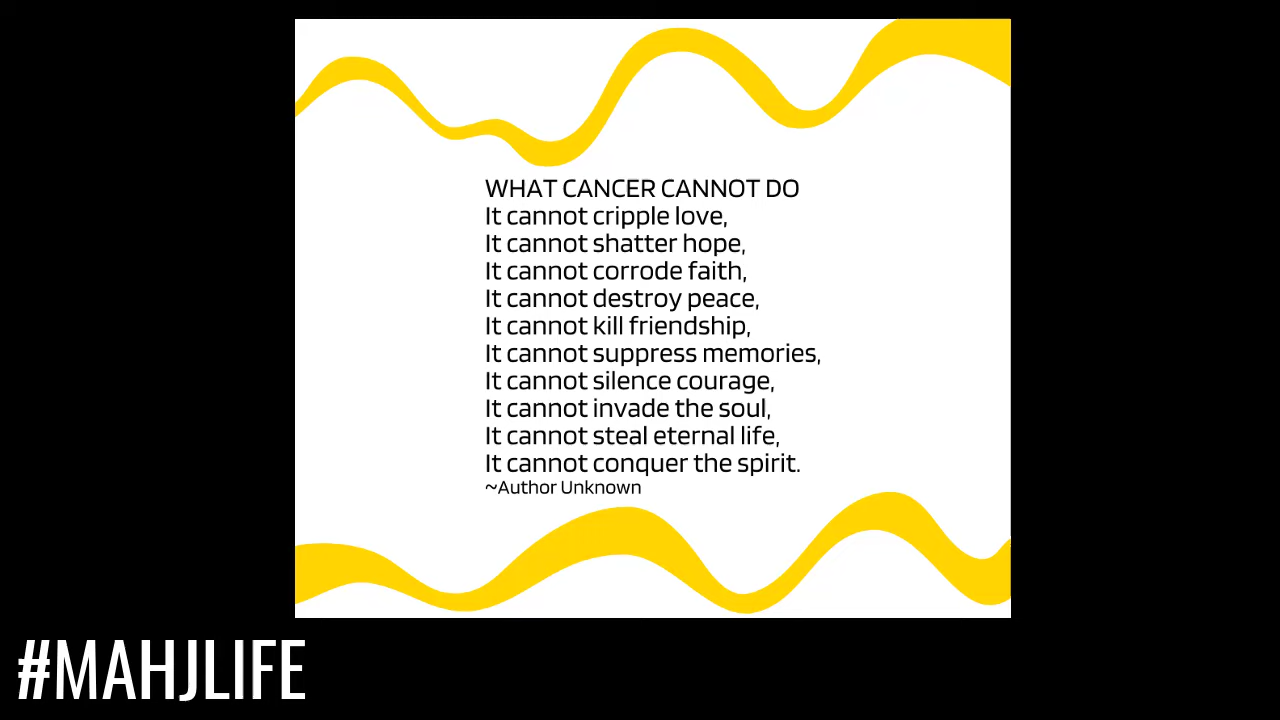 WHAT CANCER CANNOT DO
It cannot cripple love,
It cannot shatter hope,
It cannot corrode faith,
It cannot destroy peace,
It cannot kill friendship,
It cannot suppress memories,
It cannot silence courage,
It cannot invade the soul,
It cannot steal eternal life,
It cannot conquer the spirit.
~Author Unknown
#MAHJLIFE